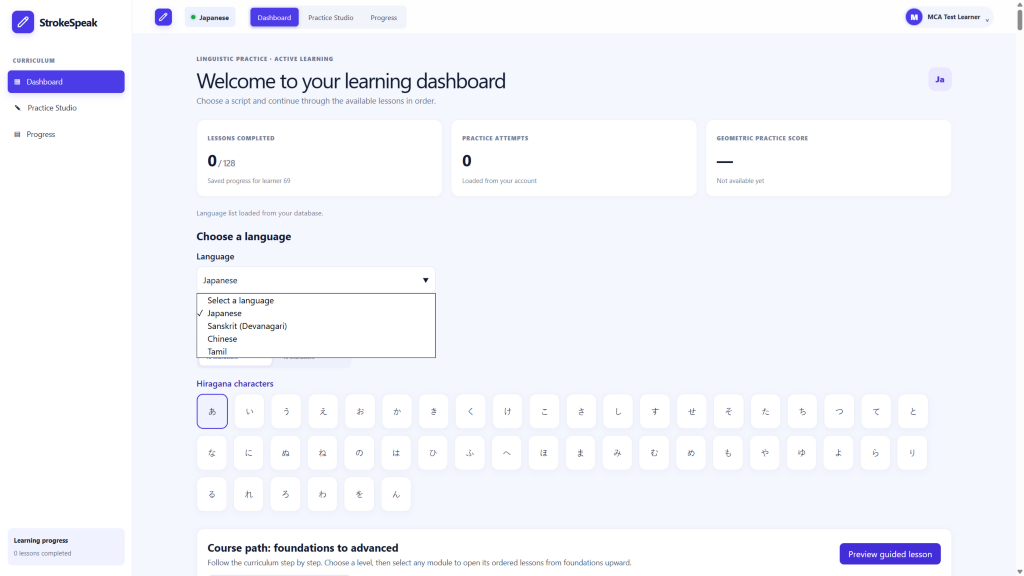 StrokeSpeak
CURRICULUM
Dashboard
Practice Studio
Progress
Learning progress
0 lessons completed
Japanese
Dashboard
Practice Studio
Progress
M
MCA Test Learner
LINGUISTIC PRACTICE · ACTIVE LEARNING
Welcome to your learning dashboard
Choose a script and continue through the available lessons in order.
Ja
LESSONS COMPLETED
0 / 128
Saved progress for learner 69
PRACTICE ATTEMPTS
0
Loaded from your account
GEOMETRIC PRACTICE SCORE
—
Not available yet
Language list loaded from your database.
Choose a language
Language
Japanese
Select a language
✓ Japanese
Sanskrit (Devanagari)
Chinese
Tamil
Hiragana characters
あ い う え お か き く け こ さ し す せ そ た ち つ て と
な に ぬ ね の は ひ ふ へ ほ ま み む め も や ゆ よ ら り
る れ ろ わ を ん
Course path: foundations to advanced
Follow the curriculum step by step. Choose a level, then select any module to open its ordered lessons from foundations upward.
Preview guided lesson